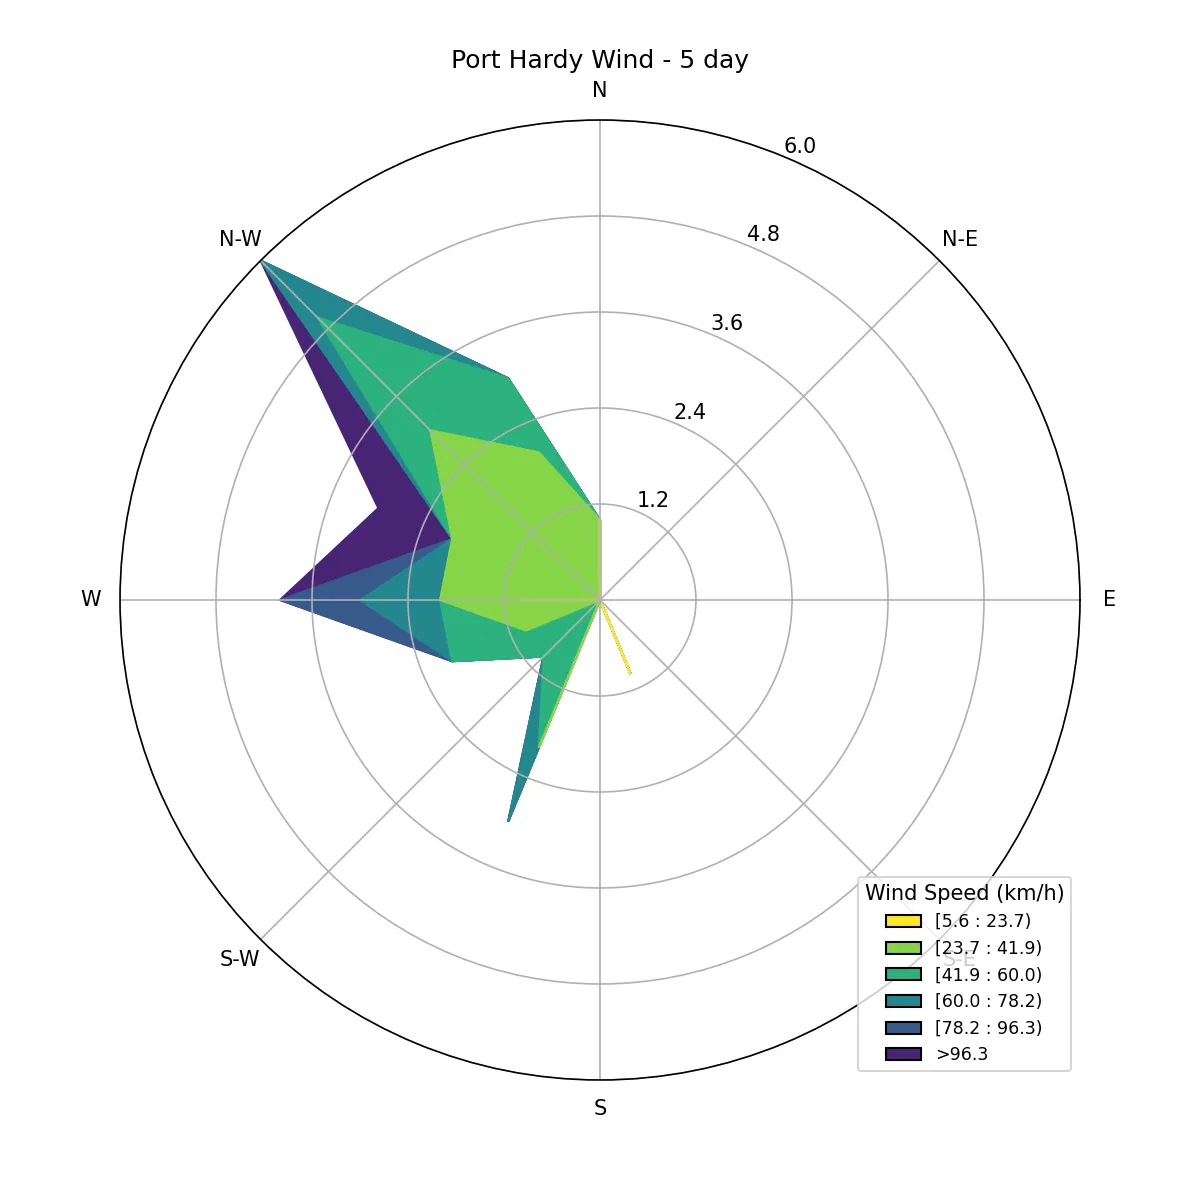 Port Hardy Wind - 5 day
N
6.0
N-W
N-E
4.8
3.6
2.4
1.2
W
E
S-W
S-E
Wind Speed (km/h)
[5.6 : 23.7)
[23.7 : 41.9)
[41.9 : 60.0)
[60.0 : 78.2)
[78.2 : 96.3)
>96.3
S